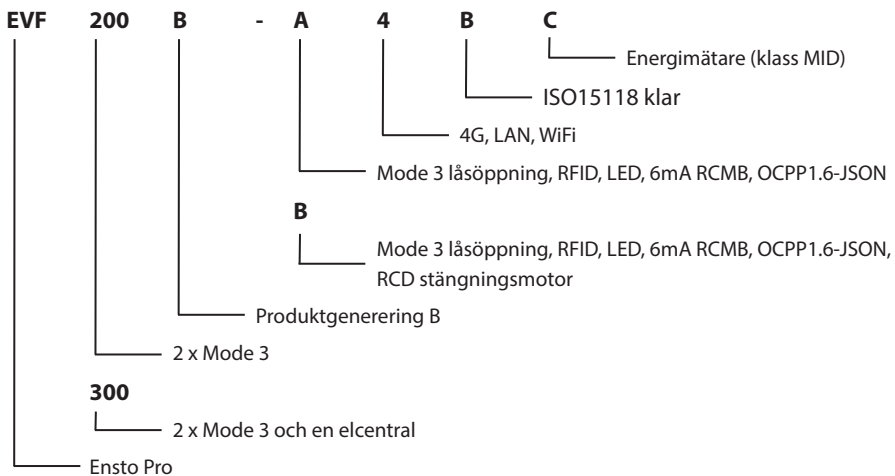 EVF 200 B - A 4 B C
Energimätare (klass MID)
ISO15118 klar
4G, LAN, WiFi
Mode 3 låsöppning, RFID, LED, 6mA RCMB, OCPP1.6-JSON
B
Mode 3 låsöppning, RFID, LED, 6mA RCMB, OCPP1.6-JSON,
RCD stängningsmotor
Produktgenerering B
2 x Mode 3
300
2 x Mode 3 och en elcentral
Ensto Pro